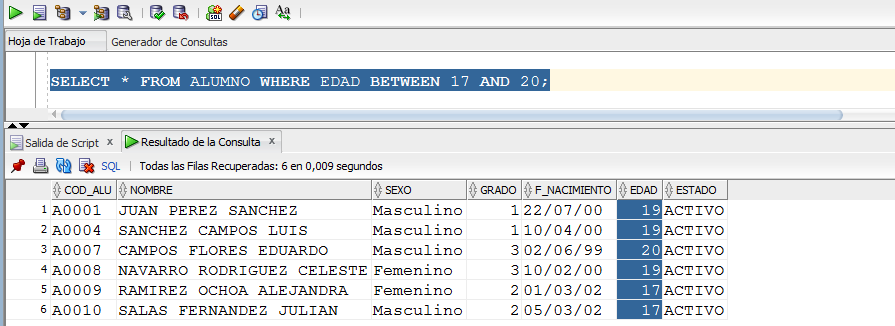 SQL
Aa
Hoja de Trabajo Generador de Consultas
SELECT * FROM ALUMNO WHERE EDAD BETWEEN 17 AND 20;
Salida de Script x Resultado de la Consulta x
SQL | Todas las Filas Recuperadas: 6 en 0,009 segundos
COD_ALU NOMBRE SEXO GRADO F_NACIMIENTO EDAD ESTADO
1 A0001 JUAN PEREZ SANCHEZ Masculino 1 22/07/00 19 ACTIVO
2 A0004 SANCHEZ CAMPOS LUIS Masculino 1 10/04/00 19 ACTIVO
3 A0007 CAMPOS FLORES EDUARDO Masculino 3 02/06/99 20 ACTIVO
4 A0008 NAVARRO RODRIGUEZ CELESTE Femenino 3 10/02/00 19 ACTIVO
5 A0009 RAMIREZ OCHOA ALEJANDRA Femenino 2 01/03/02 17 ACTIVO
6 A0010 SALAS FERNANDEZ JULIAN Masculino 2 05/03/02 17 ACTIVO